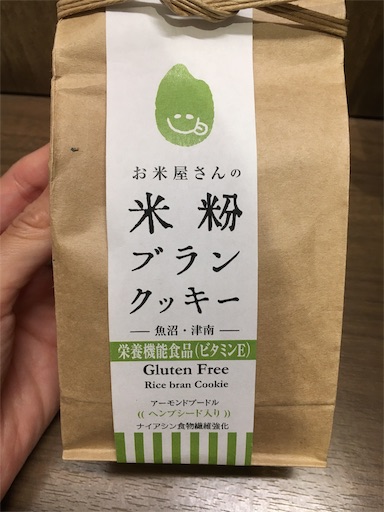 お米屋さんの
米粉
ブラン
クッキー
魚沼・津南
栄養機能食品(ビタミンE)
Gluten Free
Rice bran Cookie
アーモンドプードル
((ヘンプシード入り))
ナイアシン食物繊維強化